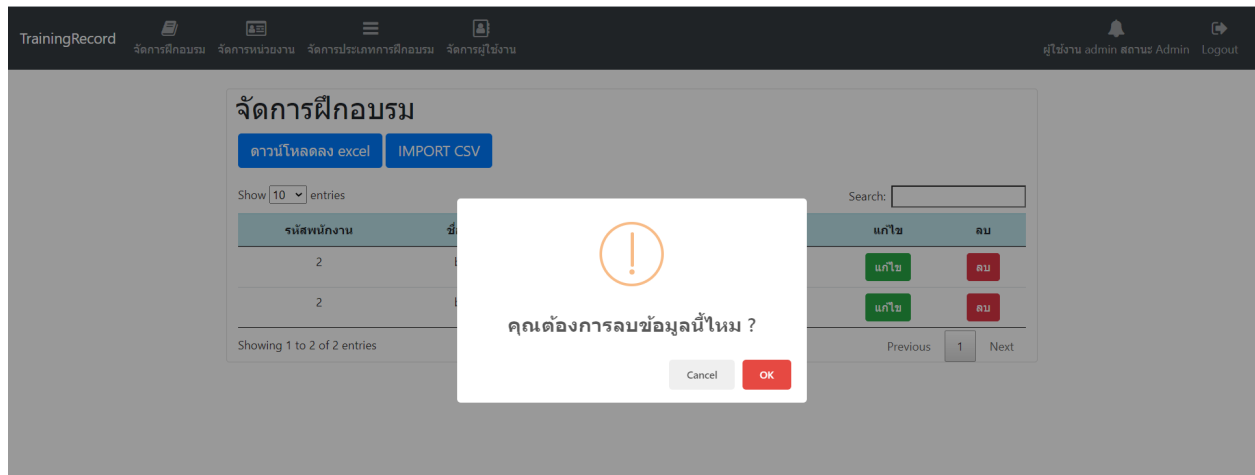 TrainingRecord
จัดการฝึกอบรม จัดการหน่วยงาน จัดการประเภทการฝึกอบรม จัดการผู้ใช้งาน
ผู้ใช้งาน admin สถานะ Admin Logout
จัดการฝึกอบรม
ดาวน์โหลดลง excel IMPORT CSV
Show 10 entries
Search:
รหัสพนักงาน แก้ไข ลบ
2 แก้ไข ลบ
2 แก้ไข ลบ
คุณต้องการลบข้อมูลนี้ไหม ?
Cancel OK
Showing 1 to 2 of 2 entries
Previous 1 Next